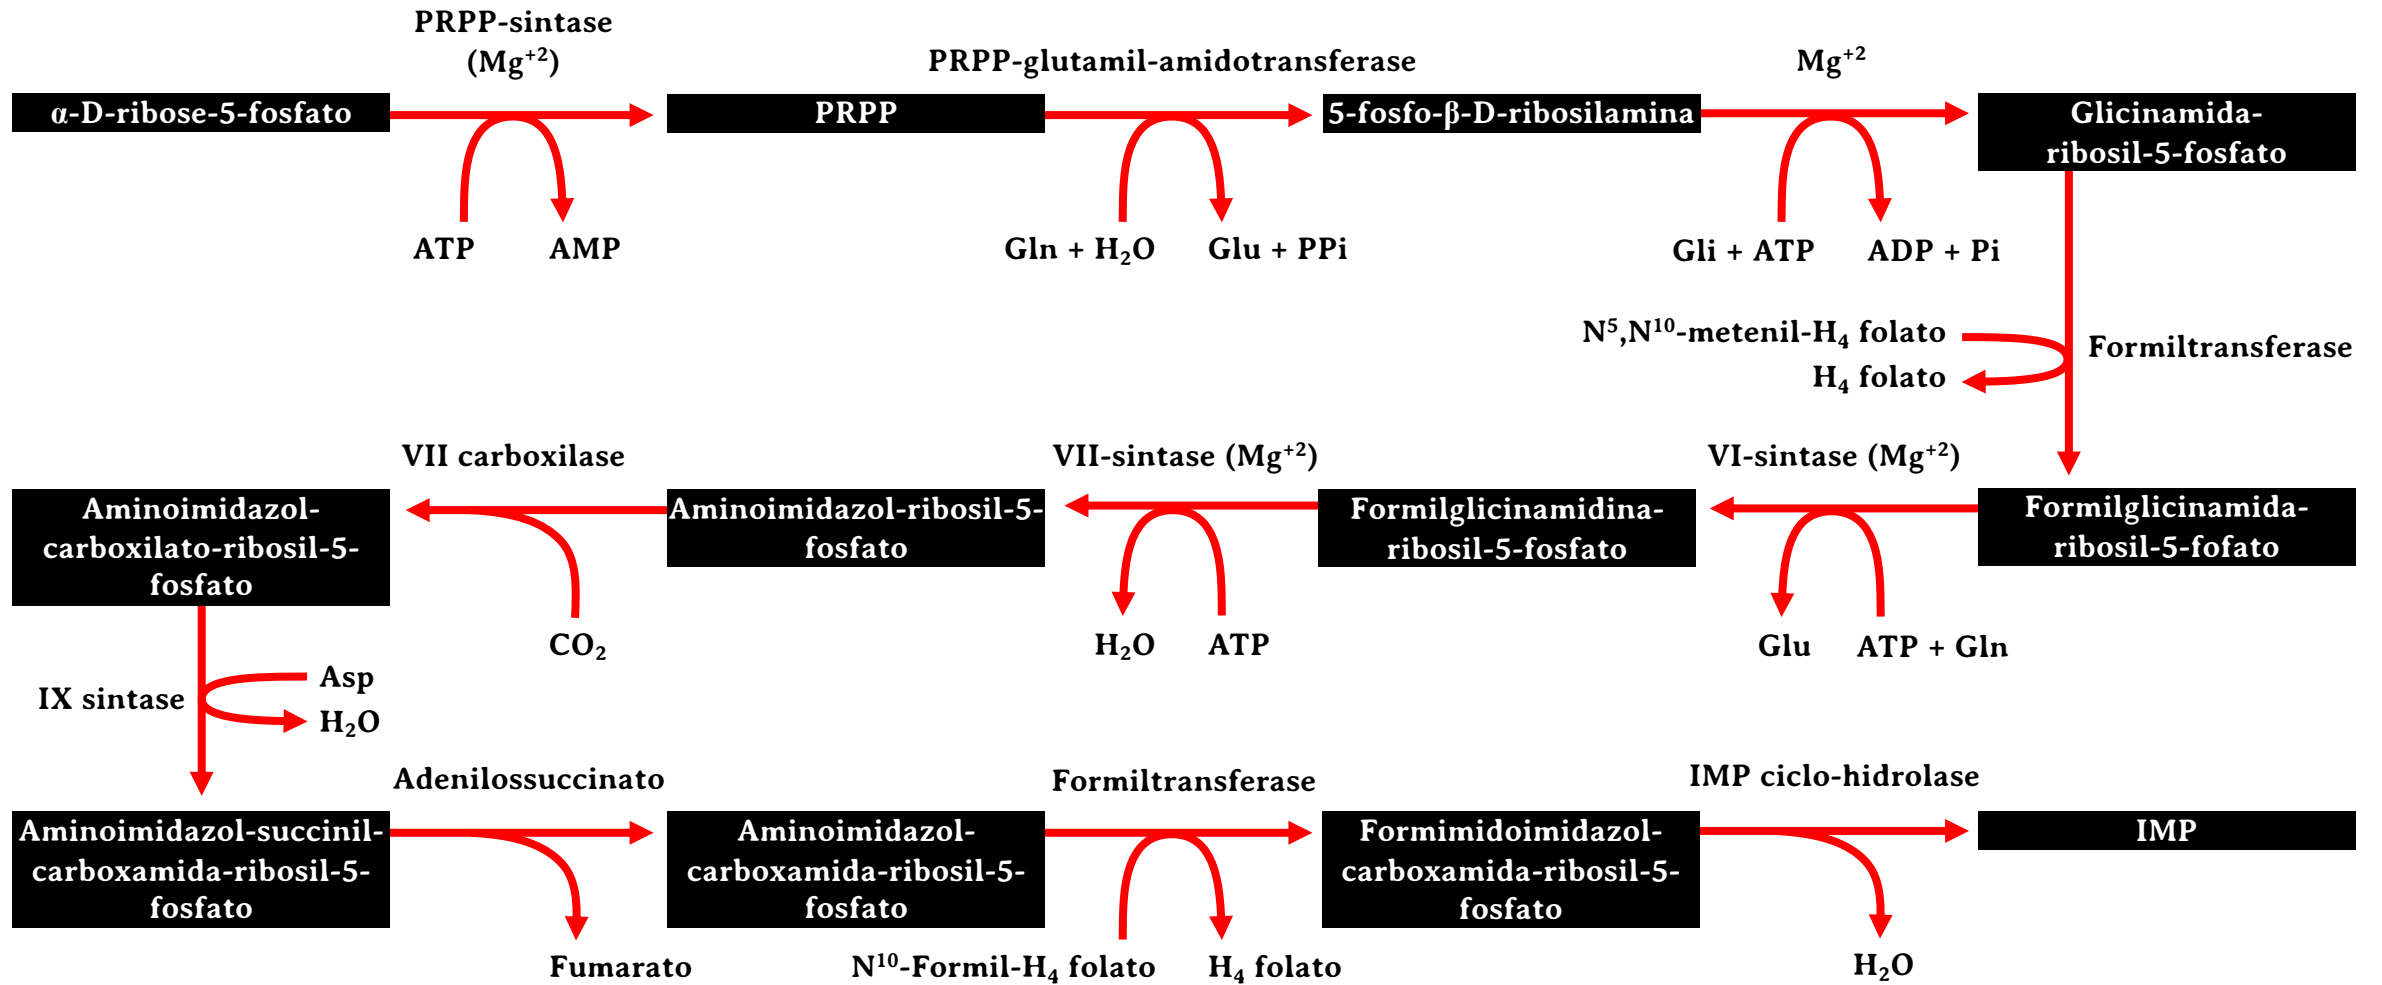 PRPP-sintase
(Mg⁺²)
PRPP-glutamil-amidotransferase
Mg⁺²
α-D-ribose-5-fosfato
PRPP
5-fosfo-β-D-ribosilamina
Glicinamida-
ribosil-5-fosfato
ATP
AMP
Gln + H₂O
Glu + PPi
Gli + ATP
ADP + Pi
N⁵,N¹⁰-metenil-H₄ folato
H₄ folato
Formiltransferase
VII carboxilase
VII-sintase (Mg⁺²)
VI-sintase (Mg⁺²)
Aminoimidazol-
carboxilato-ribosil-5-
fosfato
Aminoimidazol-ribosil-5-
fosfato
Formilglicinamidina-
ribosil-5-fosfato
Formilglicinamida-
ribosil-5-fofato
CO₂
H₂O
ATP
Glu
ATP + Gln
IX sintase
Asp
H₂O
Adenilossuccinato
Formiltransferase
IMP ciclo-hidrolase
Aminoimidazol-succinil-
carboxamida-ribosil-5-
fosfato
Aminoimidazol-
carboxamida-ribosil-5-
fosfato
Formimidoimidazol-
carboxamida-ribosil-5-
fosfato
IMP
Fumarato
N¹⁰-Formil-H₄ folato
H₄ folato
H₂O